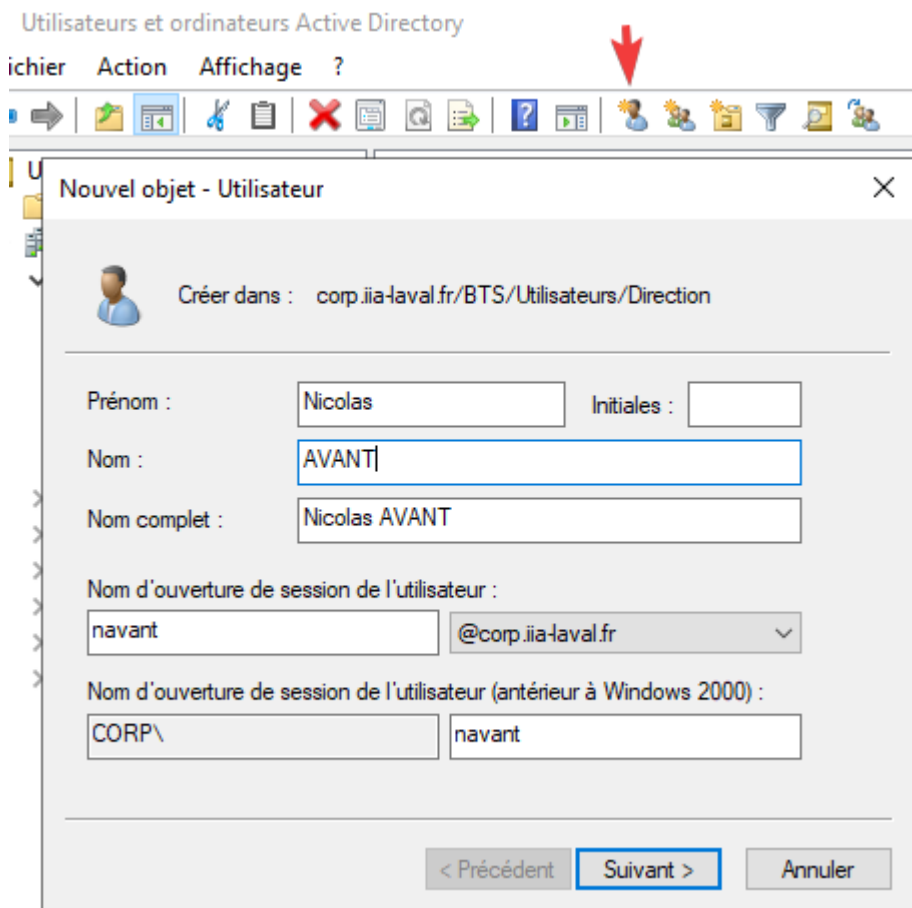 Utilisateurs et ordinateurs Active Directory
ichier Action Affichage ?
U
Nouvel objet - Utilisateur
Créer dans : corp.iia-laval.fr/BTS/Utilisateurs/Direction
Prénom : Nicolas Initiales :
Nom : AVANT
Nom complet : Nicolas AVANT
Nom d'ouverture de session de l'utilisateur :
navant @corp.iia-laval.fr
Nom d'ouverture de session de l'utilisateur (antérieur à Windows 2000) :
CORP\ navant
< Précédent Suivant > Annuler